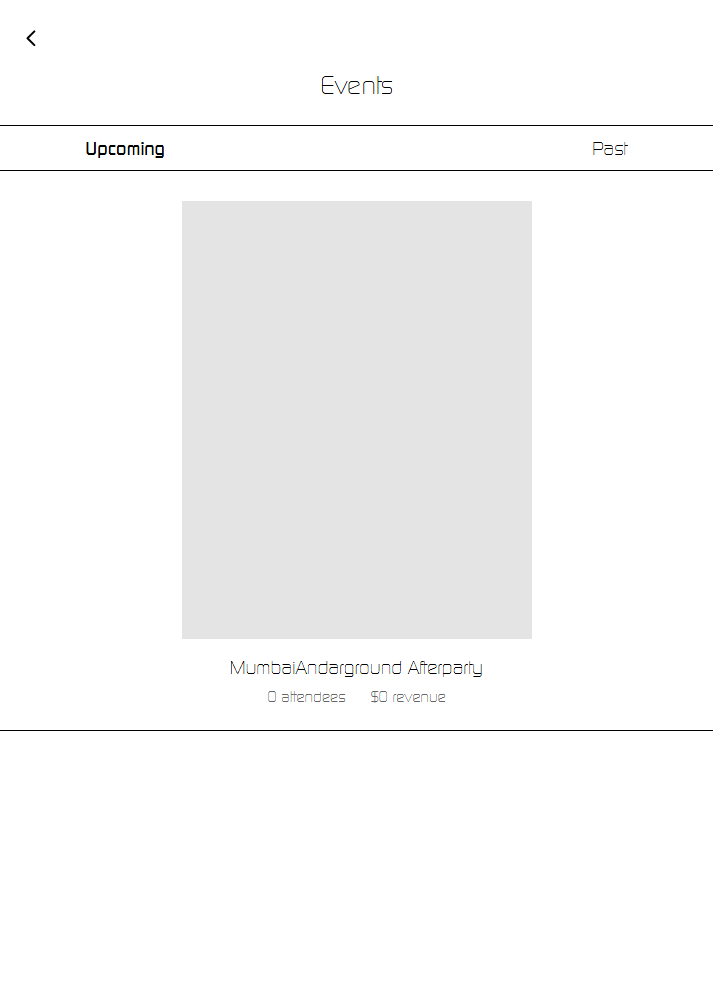 Events
Upcoming Past
MumbaiAndarground Afterparty
0 attendees $0 revenue